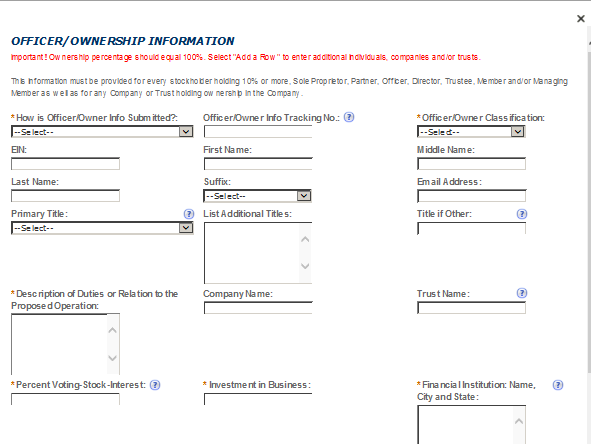 OFFICER/OWNERSHIP INFORMATION
Important! Ownership percentage should equal 100%. Select "Add a Row" to enter additional individuals, companies and/or trusts.
This information must be provided for every stockholder holding 10% or more, Sole Proprietor, Partner, Officer, Director, Trustee, Member and/or Managing
Member as well as for any Company or Trust holding ownership in the Company.
*How is Officer/Owner Info Submitted?: Officer/Owner Info Tracking No.: ? *Officer/Owner Classification:
--Select-- --Select--
EIN: First Name: Middle Name:
Last Name: Suffix: Email Address:
--Select--
Primary Title: ? List Additional Titles: Title if Other: ?
--Select--
*Description of Duties or Relation to the Company Name: Trust Name: ?
Proposed Operation:
*Percent Voting-Stock-Interest: ? *Investment in Business: *Financial Institution: Name, ?
City and State: